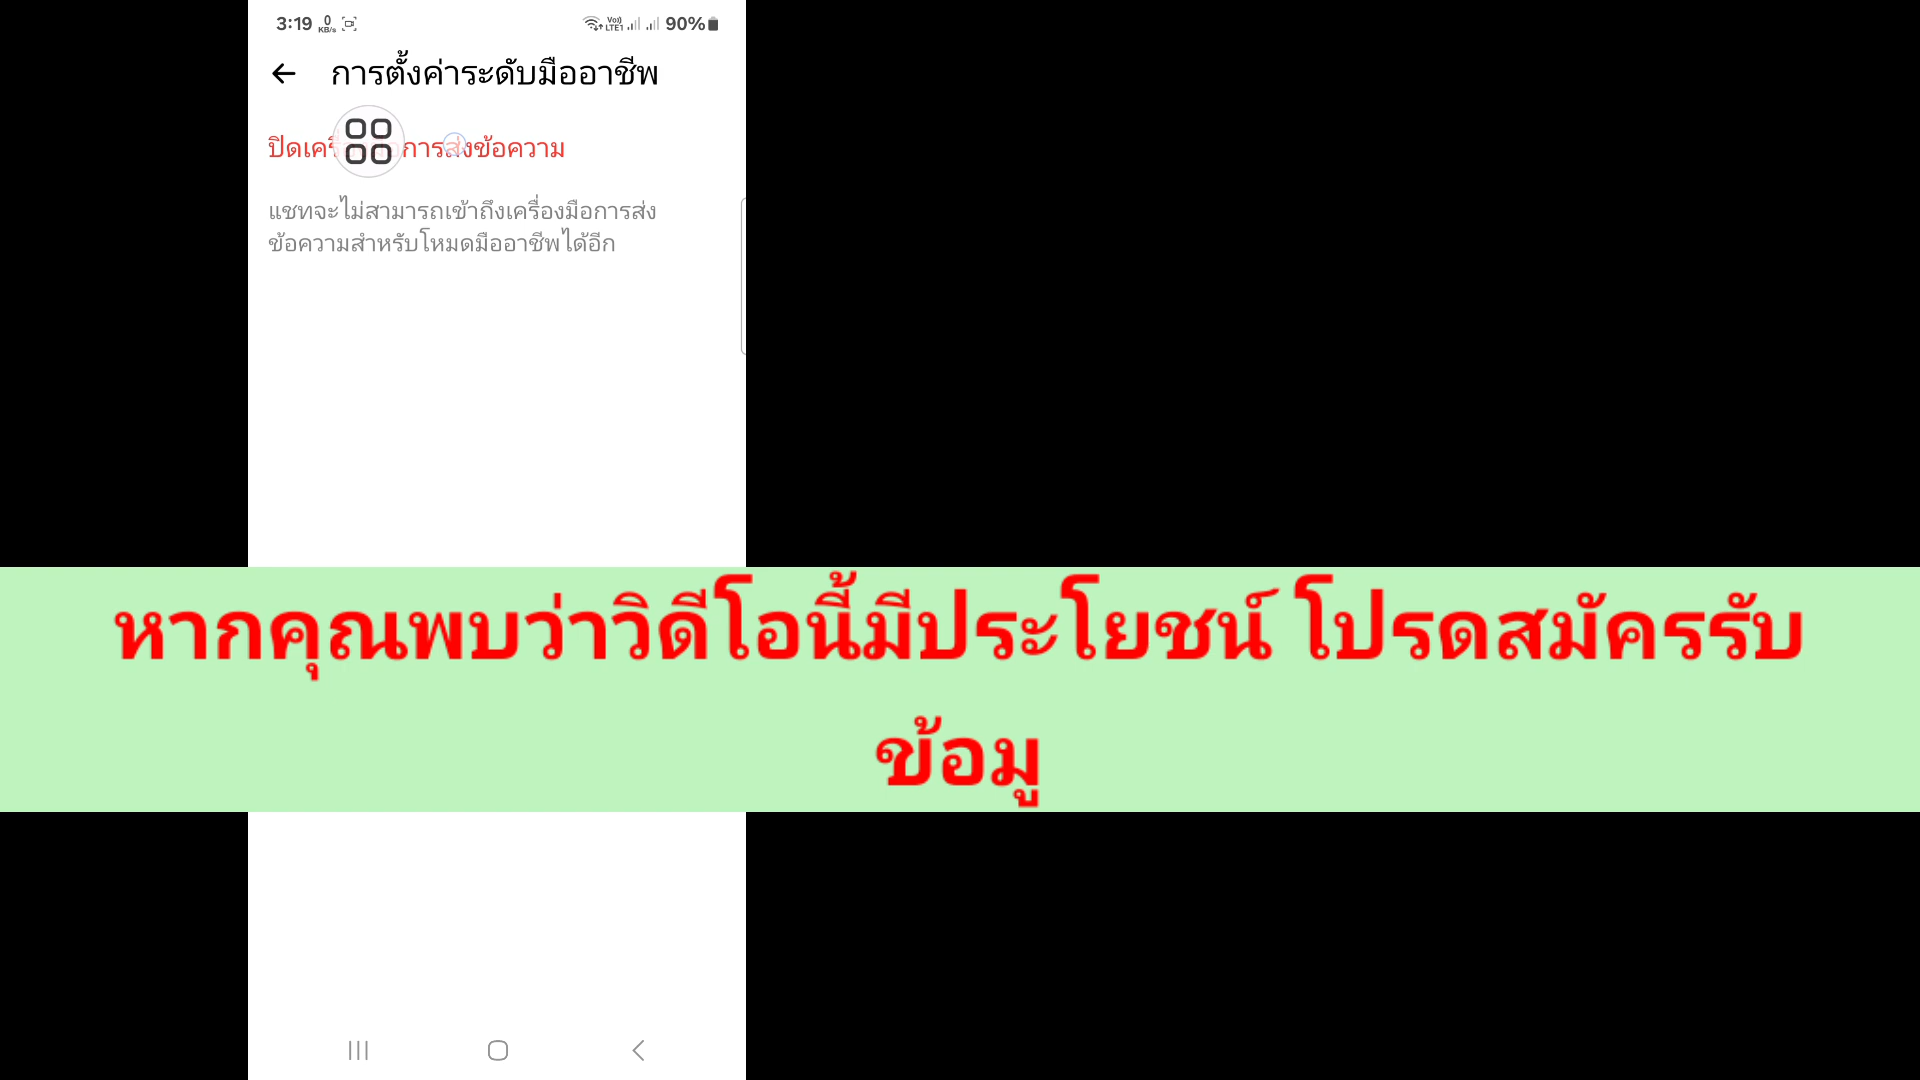 3:19 0 KB/s Vo) LTE1 90%
การตั้งค่าระดับมืออาชีพ
การส่งข้อความ
แชทจะไม่สามารถเข้าถึงเครื่องมือการส่ง
ข้อความสำหรับโหมดมืออาชีพได้อีก
หากคุณพบว่าวิดีโอนี้มีประโยชน์ โปรดสมัครรับ
ข้อมู